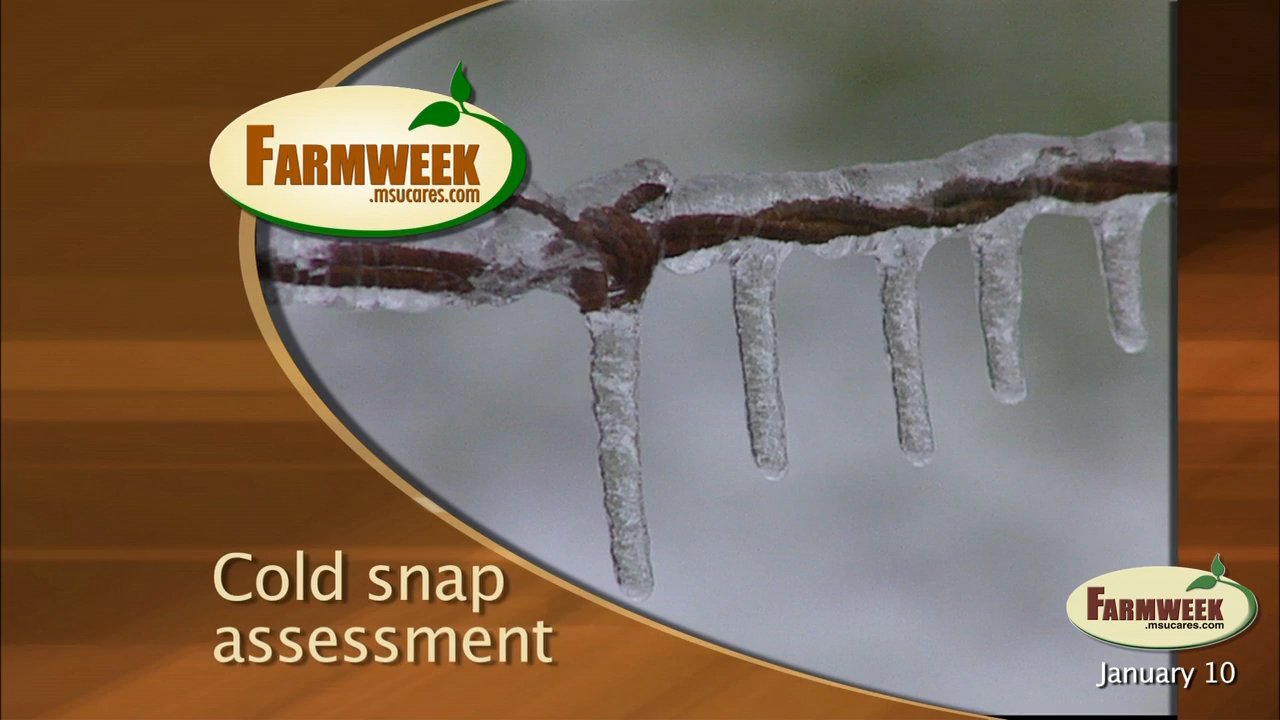 FARMWEEK
.msucares.com
Cold snap
assessment
FARMWEEK
.msucares.com
January 10